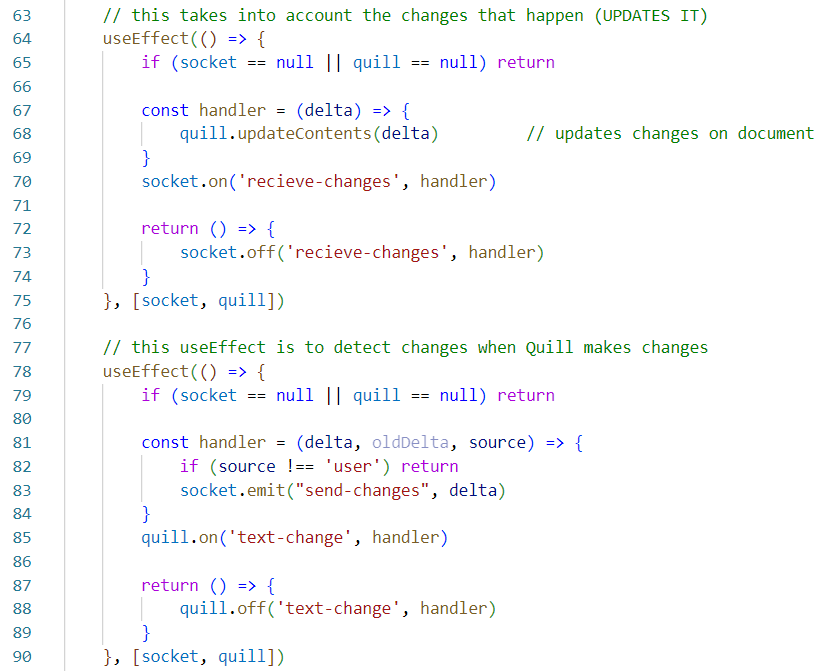 63 // this takes into account the changes that happen (UPDATES IT)
64 useEffect(() => {
65 if (socket == null || quill == null) return
66
67 const handler = (delta) => {
68 quill.updateContents(delta) // updates changes on document
69 }
70 socket.on('recieve-changes', handler)
71
72 return () => {
73 socket.off('recieve-changes', handler)
74 }
75 }, [socket, quill])
76
77 // this useEffect is to detect changes when Quill makes changes
78 useEffect(() => {
79 if (socket == null || quill == null) return
80
81 const handler = (delta, oldDelta, source) => {
82 if (source !== 'user') return
83 socket.emit("send-changes", delta)
84 }
85 quill.on('text-change', handler)
86
87 return () => {
88 quill.off('text-change', handler)
89 }
90 }, [socket, quill])